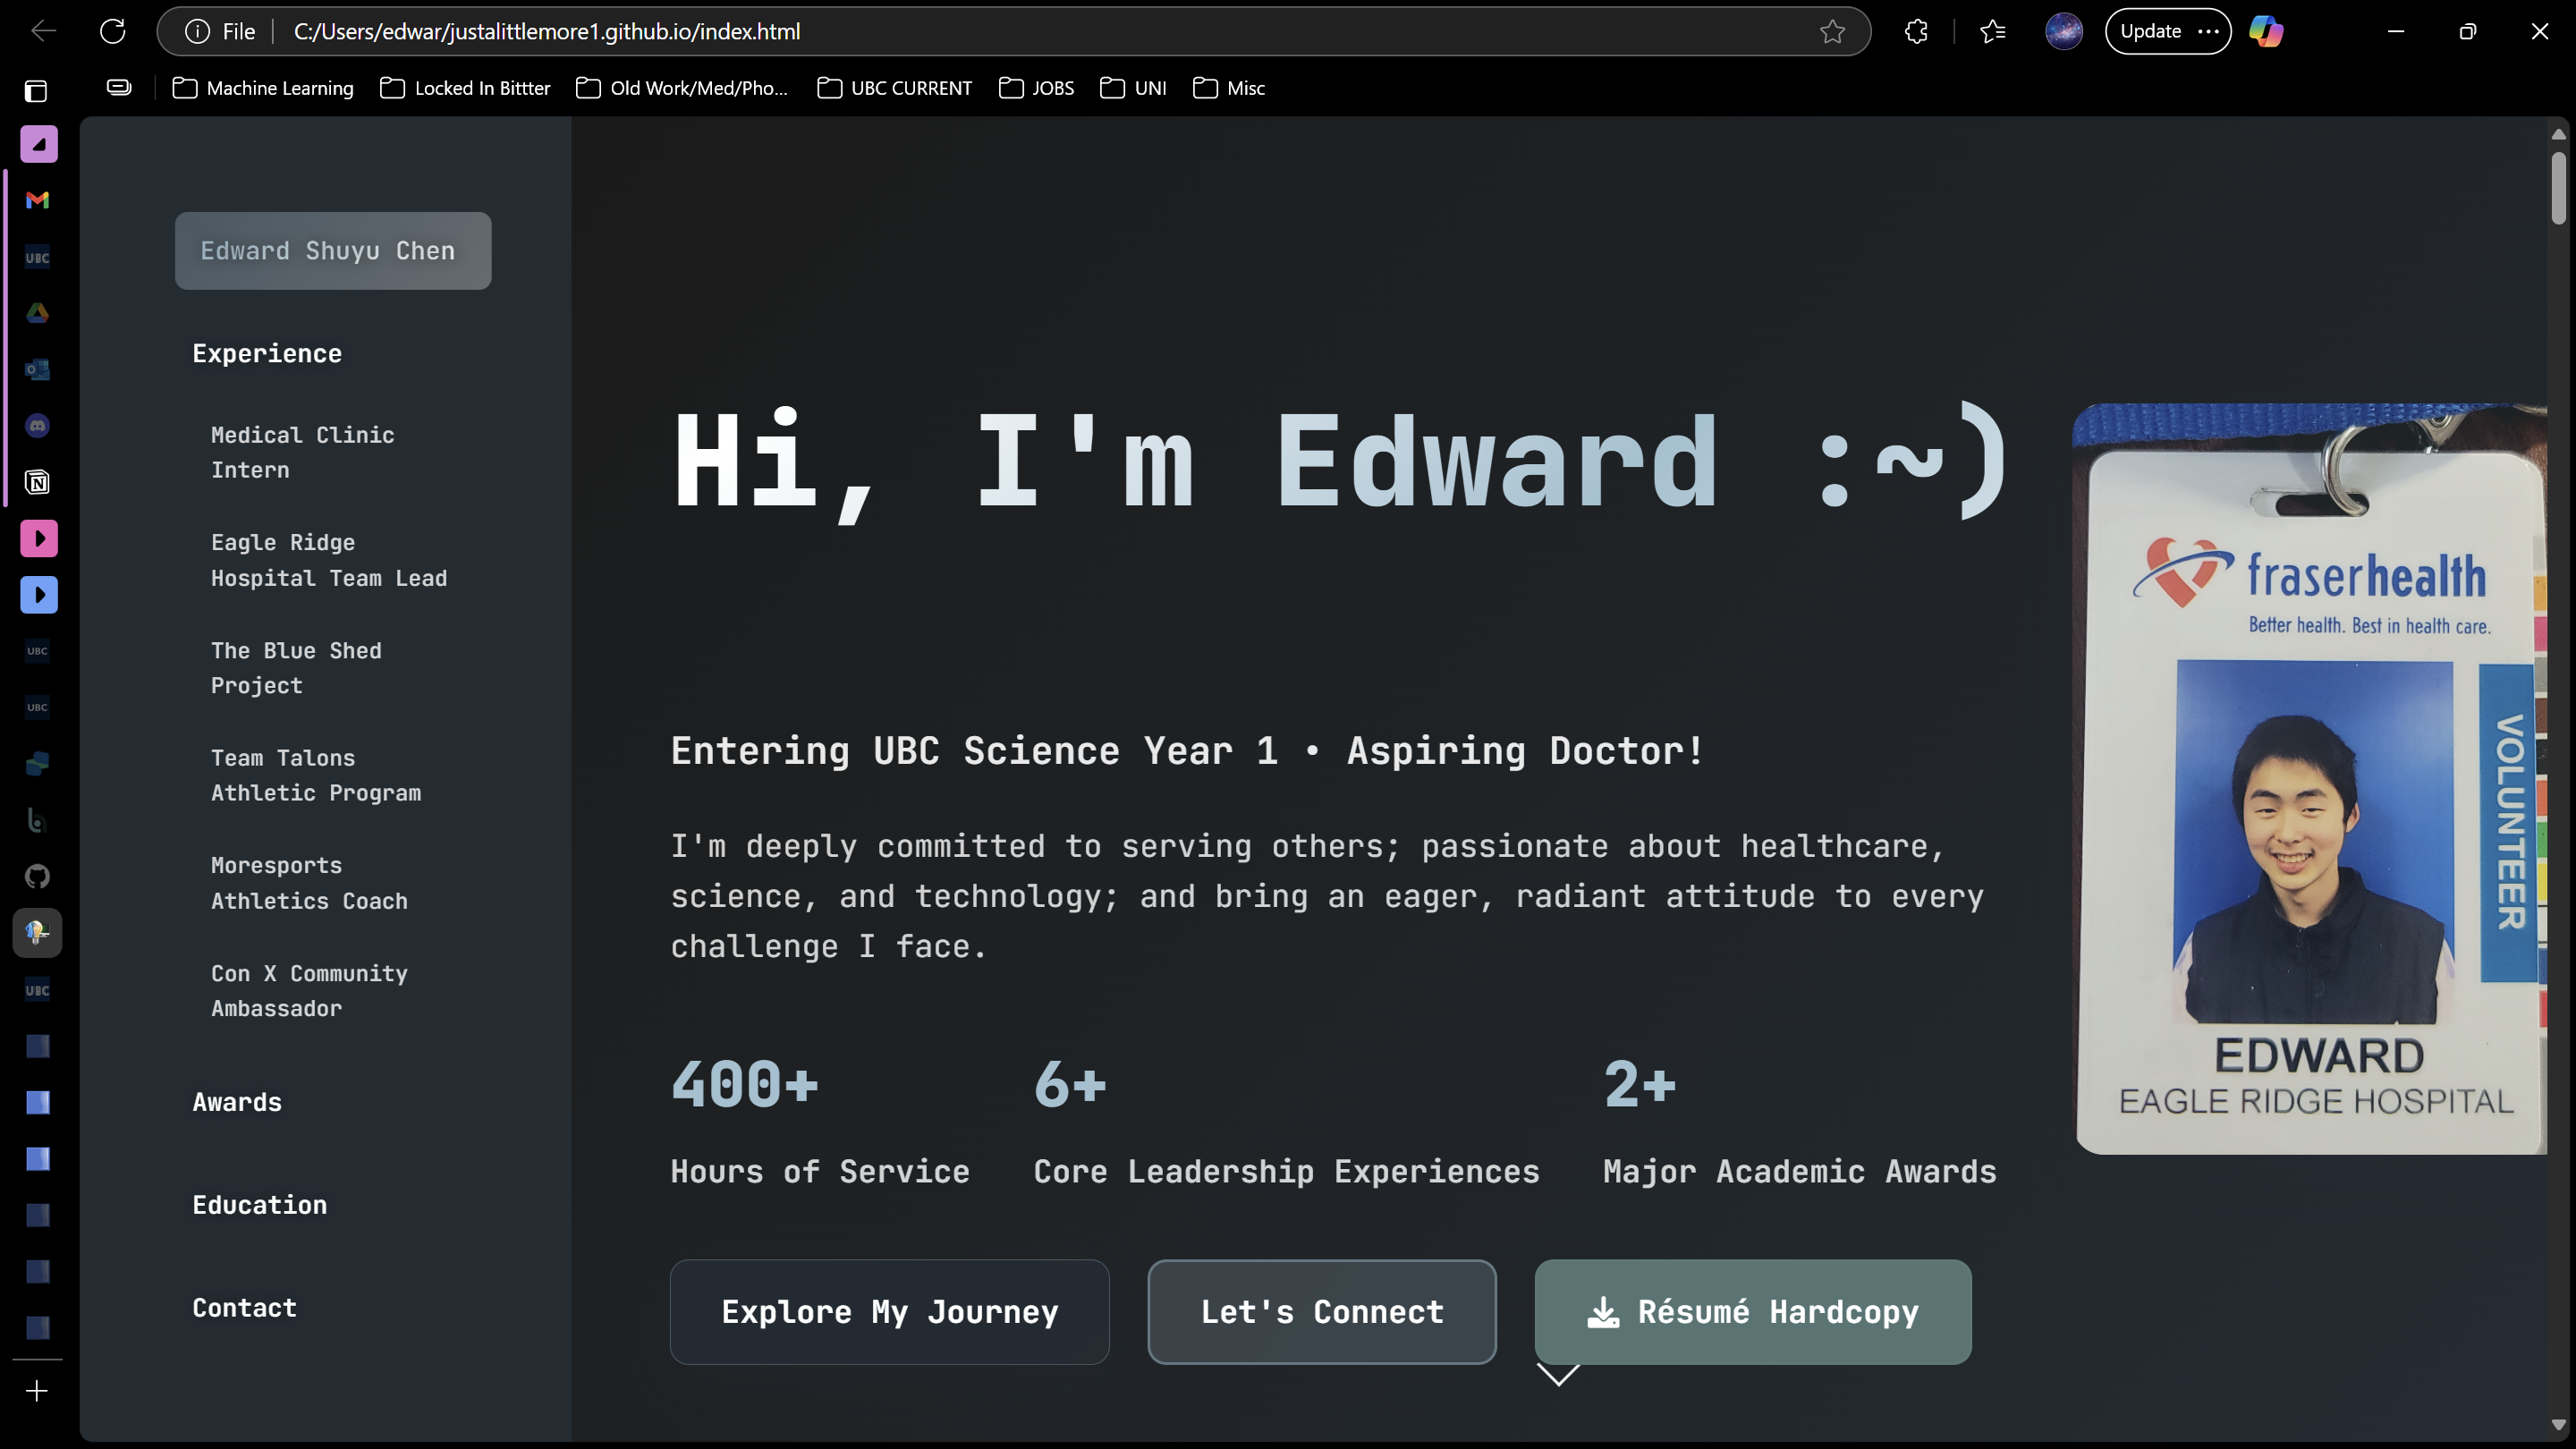 File
C:/Users/edwar/justalittlemore1.github.io/index.html
Update
Machine Learning
Locked In Bittter
Old Work/Med/Pho...
UBC CURRENT
JOBS
UNI
Misc
UBC
UBC
UBC
UBC
Edward Shuyu Chen
Experience
Medical Clinic
Intern
Eagle Ridge
Hospital Team Lead
The Blue Shed
Project
Team Talons
Athletic Program
Moresports
Athletics Coach
Con X Community
Ambassador
Awards
Education
Contact
Hi, I'm Edward :~)
Entering UBC Science Year 1 • Aspiring Doctor!
I'm deeply committed to serving others; passionate about healthcare,
science, and technology; and bring an eager, radiant attitude to every
challenge I face.
400+
Hours of Service
6+
Core Leadership Experiences
2+
Major Academic Awards
Explore My Journey
Let's Connect
Résumé Hardcopy
fraserhealth
Better health. Best in health care.
VOLUNTEER
EDWARD
EAGLE RIDGE HOSPITAL